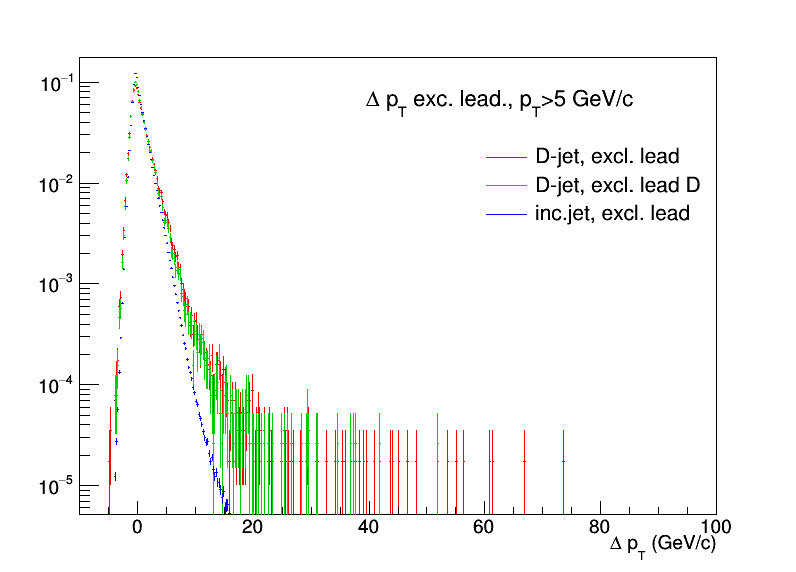 Δ p_T exc. lead., p_T>5 GeV/c
D-jet, excl. lead
D-jet, excl. lead D
inc.jet, excl. lead
10⁻¹
10⁻²
10⁻³
10⁻⁴
10⁻⁵
0 20 40 60 80 100
Δ p_T (GeV/c)